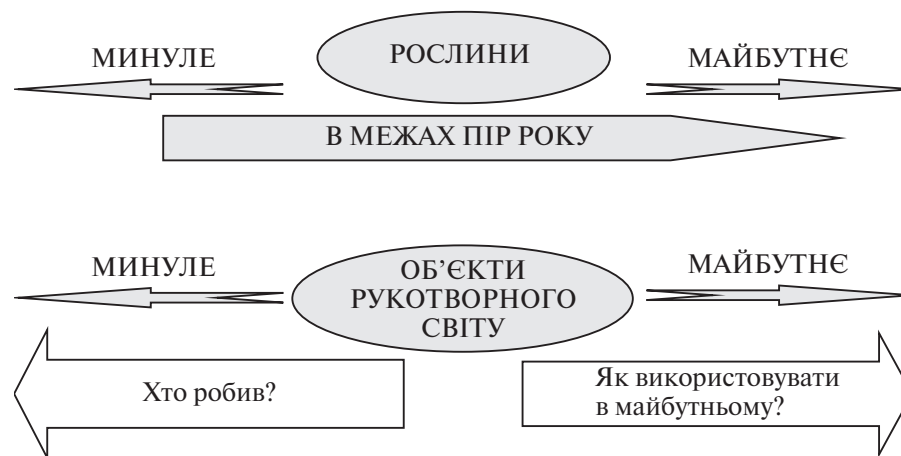 МИНУЛЕ
РОСЛИНИ
МАЙБУТНЄ
В МЕЖАХ ПІР РОКУ
МИНУЛЕ
ОБ’ЄКТИ
РУКОТВОРНОГО
СВІТУ
МАЙБУТНЄ
Хто робив?
Як використовувати
в майбутньому?